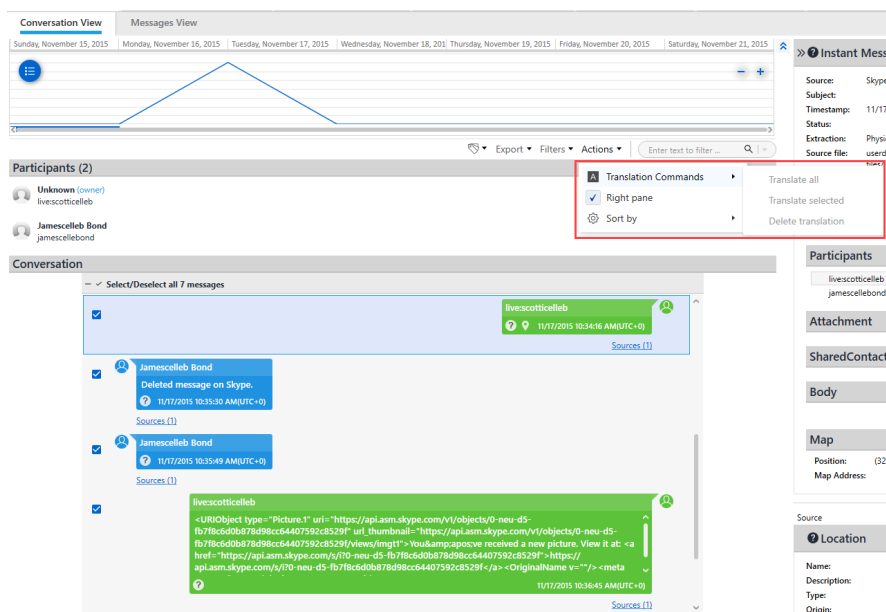 Conversation View
Messages View
Sunday, November 15, 2015
Monday, November 16, 2015
Tuesday, November 17, 2015
Wednesday, November 18, 201
Thursday, November 19, 2015
Friday, November 20, 2015
Saturday, November 21, 2015
Export
Filters
Actions
Enter text to filter ...
Participants (2)
Unknown (owner)
live:scotticelleb
Jamescelleb Bond
jamescellebond
A Translation Commands
Right pane
Sort by
Translate all
Translate selected
Delete translation
Conversation
Select/Deselect all 7 messages
live:scotticelleb
11/17/2015 10:34:16 AM(UTC+0)
Sources (1)
Jamescelleb Bond
Deleted message on Skype.
11/17/2015 10:35:30 AM(UTC+0)
Sources (1)
Jamescelleb Bond
11/17/2015 10:35:49 AM(UTC+0)
Sources (1)
live:scotticelleb
<URIObject type="Picture.1" uri="https://api.asm.skype.com/v1/objects/0-neu-d5-
fb7f8c6d0b878d98cc64407592c8529f" url_thumbnail="https://api.asm.skype.com/v1/objects/0-neu-d5-
fb7f8c6d0b878d98cc64407592c8529f/views/imgt1">You&amp;apos;ve received a new picture. View it at: <a
href="https://api.asm.skype.com/s/i?0-neu-d5-fb7f8c6d0b878d98cc64407592c8529f">https://
api.asm.skype.com/s/i?0-neu-d5-fb7f8c6d0b878d98cc64407592c8529f</a><OriginalName v=""/><meta
11/17/2015 10:36:45 AM(UTC+0)
Sources (1)
Instant Mess
Source: Skype
Subject:
Timestamp: 11/17
Status:
Extraction: Physi
Source file: userd
files/
Participants
live:scotticelleb
jamescellebond
Attachment
SharedContact
Body
Map
Position: (32
Map Address:
Source
Location
Name:
Description:
Type:
Origin: